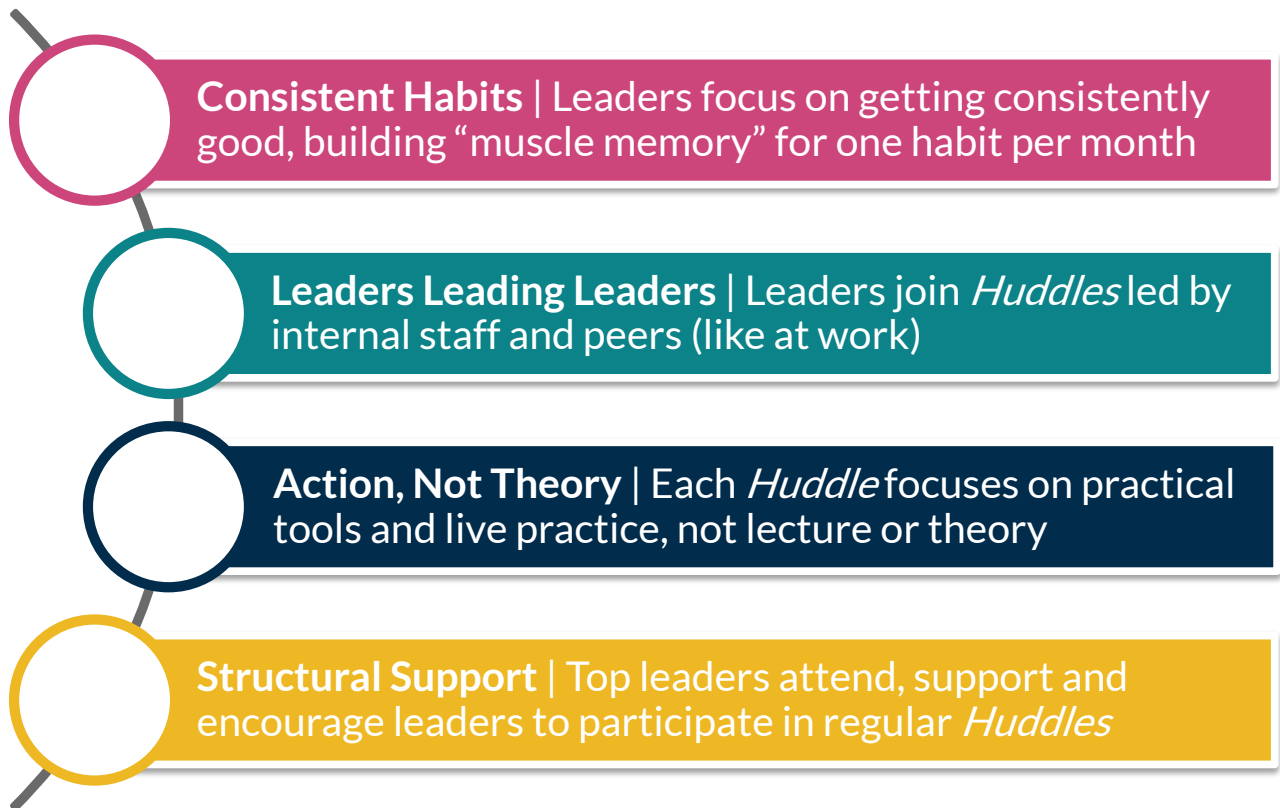 Consistent Habits | Leaders focus on getting consistently
good, building “muscle memory” for one habit per month
Leaders Leading Leaders | Leaders join Huddles led by
internal staff and peers (like at work)
Action, Not Theory | Each Huddle focuses on practical
tools and live practice, not lecture or theory
Structural Support | Top leaders attend, support and
encourage leaders to participate in regular Huddles